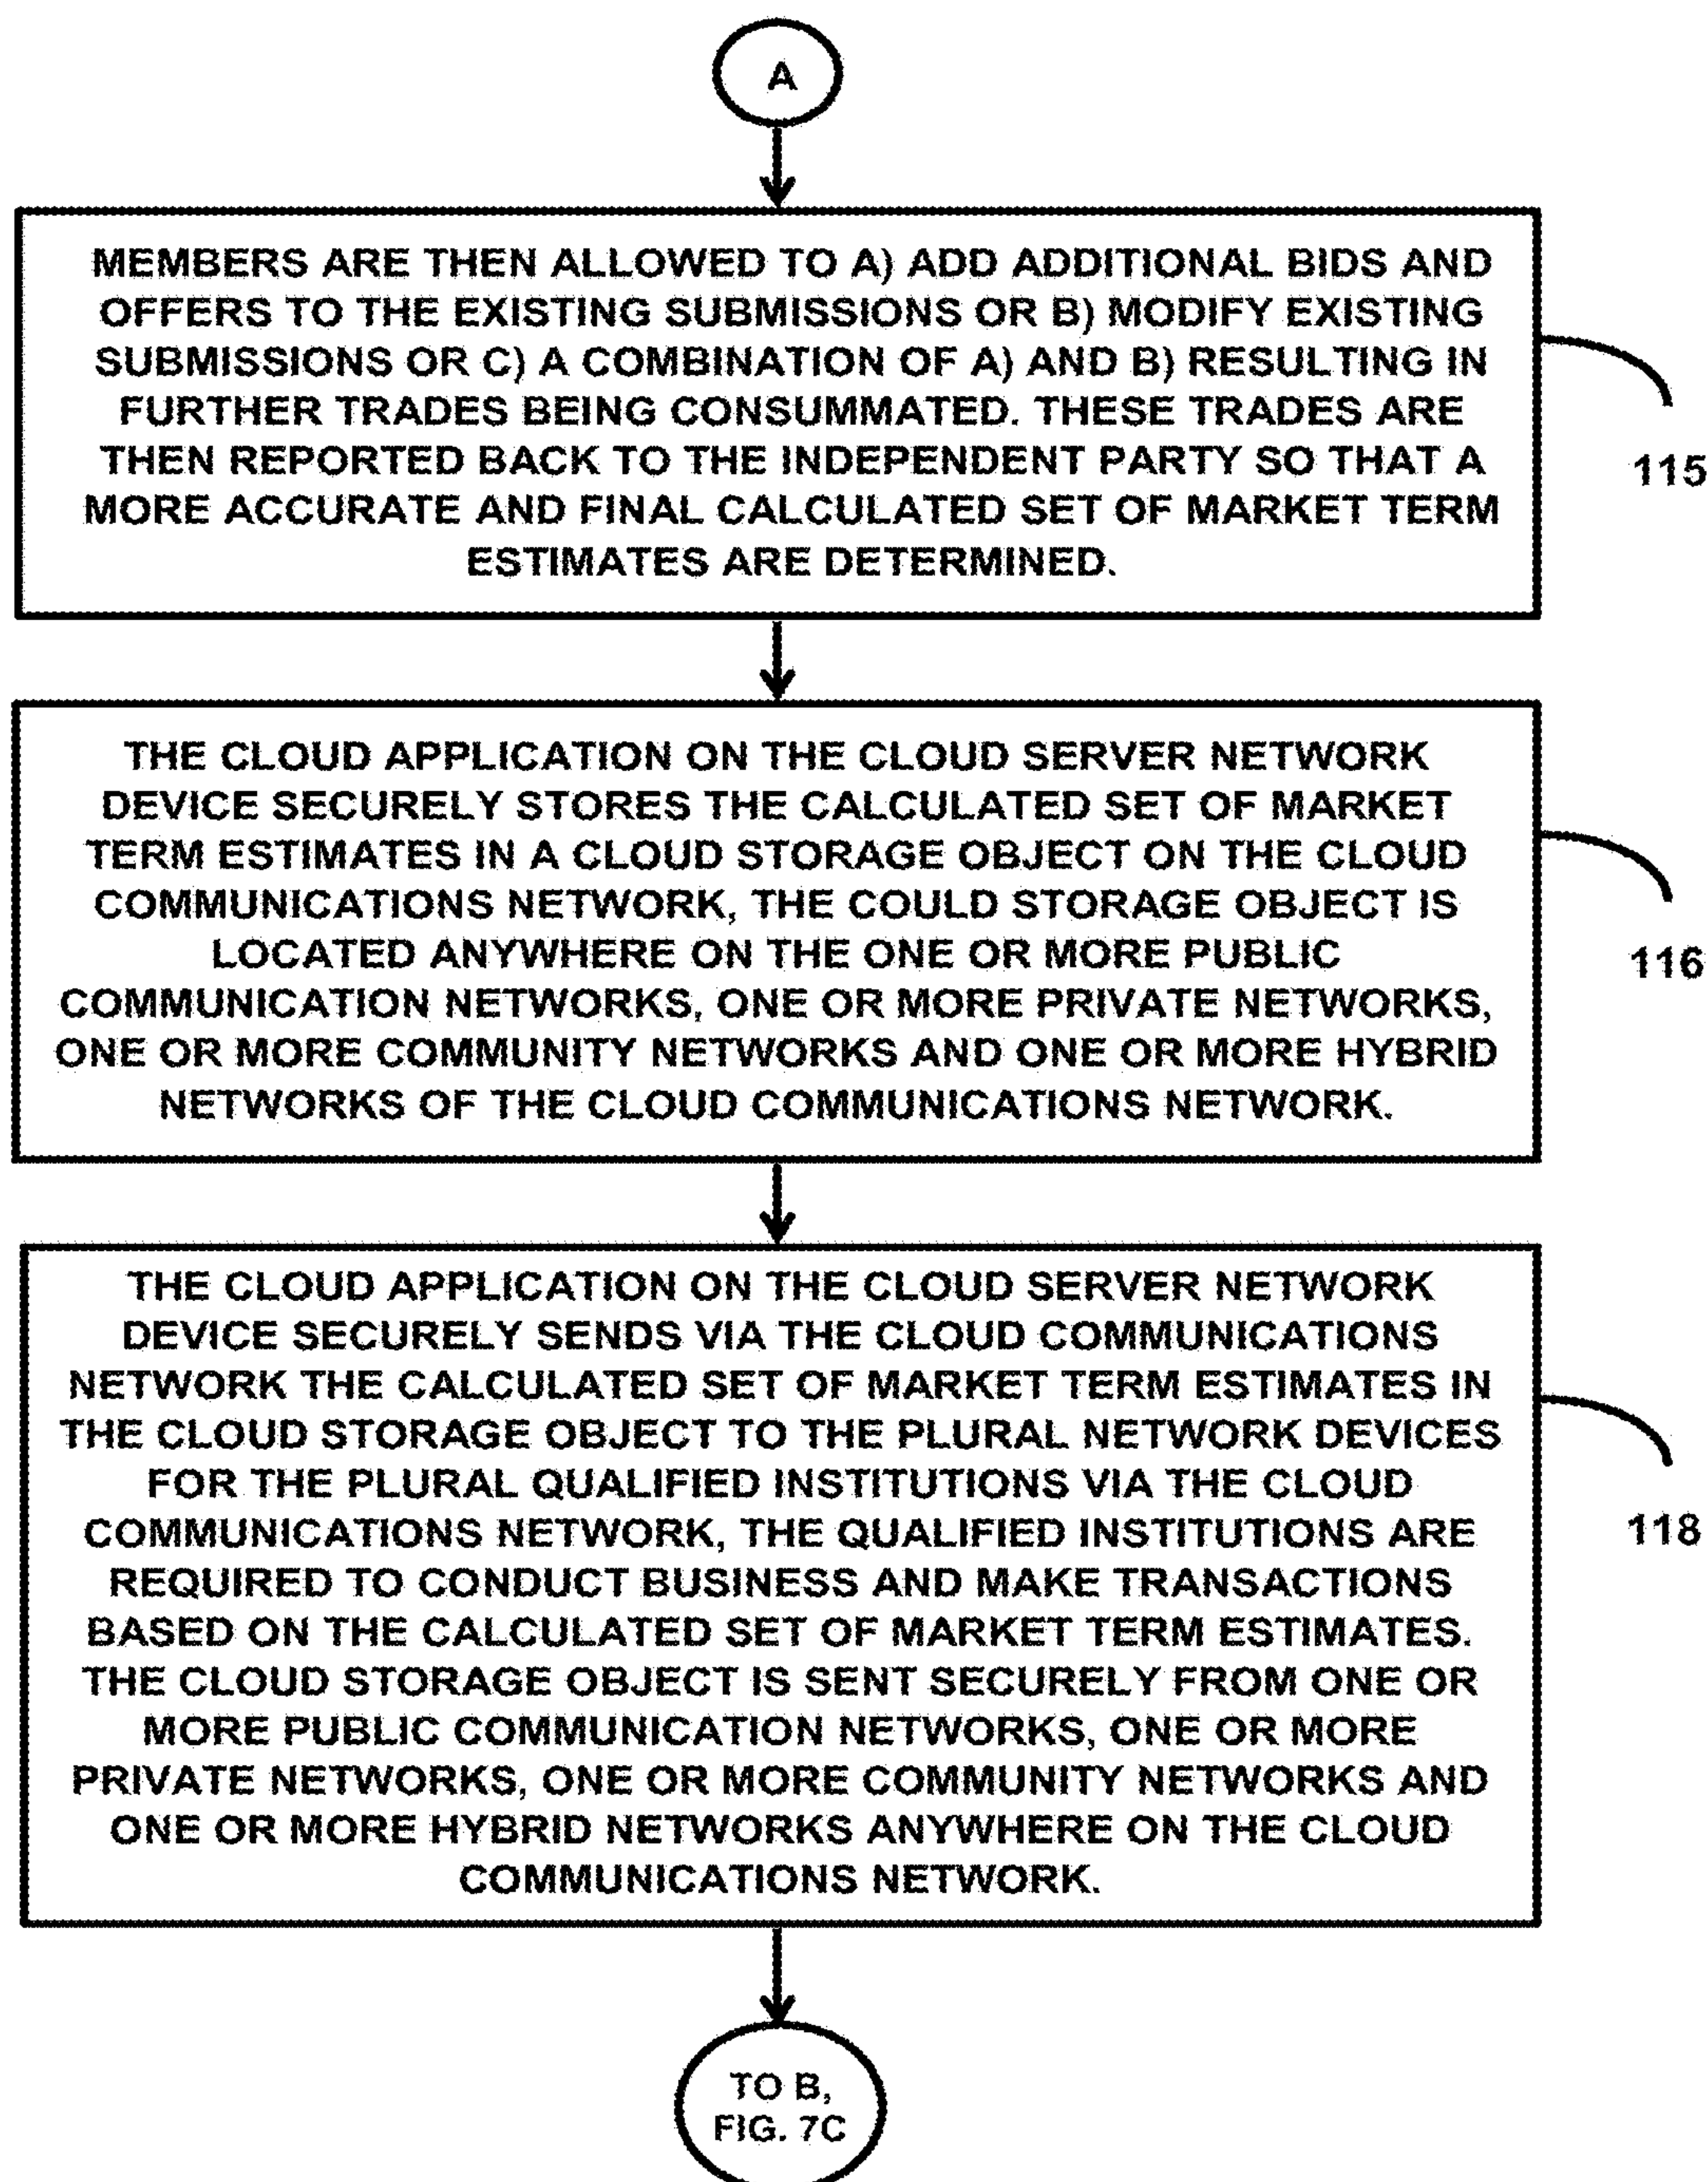 A
MEMBERS ARE THEN ALLOWED TO A) ADD ADDITIONAL BIDS AND
OFFERS TO THE EXISTING SUBMISSIONS OR B) MODIFY EXISTING
SUBMISSIONS OR C) A COMBINATION OF A) AND B) RESULTING IN
FURTHER TRADES BEING CONSUMMATED. THESE TRADES ARE
THEN REPORTED BACK TO THE INDEPENDENT PARTY SO THAT A
MORE ACCURATE AND FINAL CALCULATED SET OF MARKET TERM
ESTIMATES ARE DETERMINED.
115
THE CLOUD APPLICATION ON THE CLOUD SERVER NETWORK
DEVICE SECURELY STORES THE CALCULATED SET OF MARKET
TERM ESTIMATES IN A CLOUD STORAGE OBJECT ON THE CLOUD
COMMUNICATIONS NETWORK, THE COULD STORAGE OBJECT IS
LOCATED ANYWHERE ON THE ONE OR MORE PUBLIC
COMMUNICATION NETWORKS, ONE OR MORE PRIVATE NETWORKS,
ONE OR MORE COMMUNITY NETWORKS AND ONE OR MORE HYBRID
NETWORKS OF THE CLOUD COMMUNICATIONS NETWORK.
116
THE CLOUD APPLICATION ON THE CLOUD SERVER NETWORK
DEVICE SECURELY SENDS VIA THE CLOUD COMMUNICATIONS
NETWORK THE CALCULATED SET OF MARKET TERM ESTIMATES IN
THE CLOUD STORAGE OBJECT TO THE PLURAL NETWORK DEVICES
FOR THE PLURAL QUALIFIED INSTITUTIONS VIA THE CLOUD
COMMUNICATIONS NETWORK, THE QUALIFIED INSTITUTIONS ARE
REQUIRED TO CONDUCT BUSINESS AND MAKE TRANSACTIONS
BASED ON THE CALCULATED SET OF MARKET TERM ESTIMATES.
THE CLOUD STORAGE OBJECT IS SENT SECURELY FROM ONE OR
MORE PUBLIC COMMUNICATION NETWORKS, ONE OR MORE
PRIVATE NETWORKS, ONE OR MORE COMMUNITY NETWORKS AND
ONE OR MORE HYBRID NETWORKS ANYWHERE ON THE CLOUD
COMMUNICATIONS NETWORK.
118
TO B,
FIG. 7C